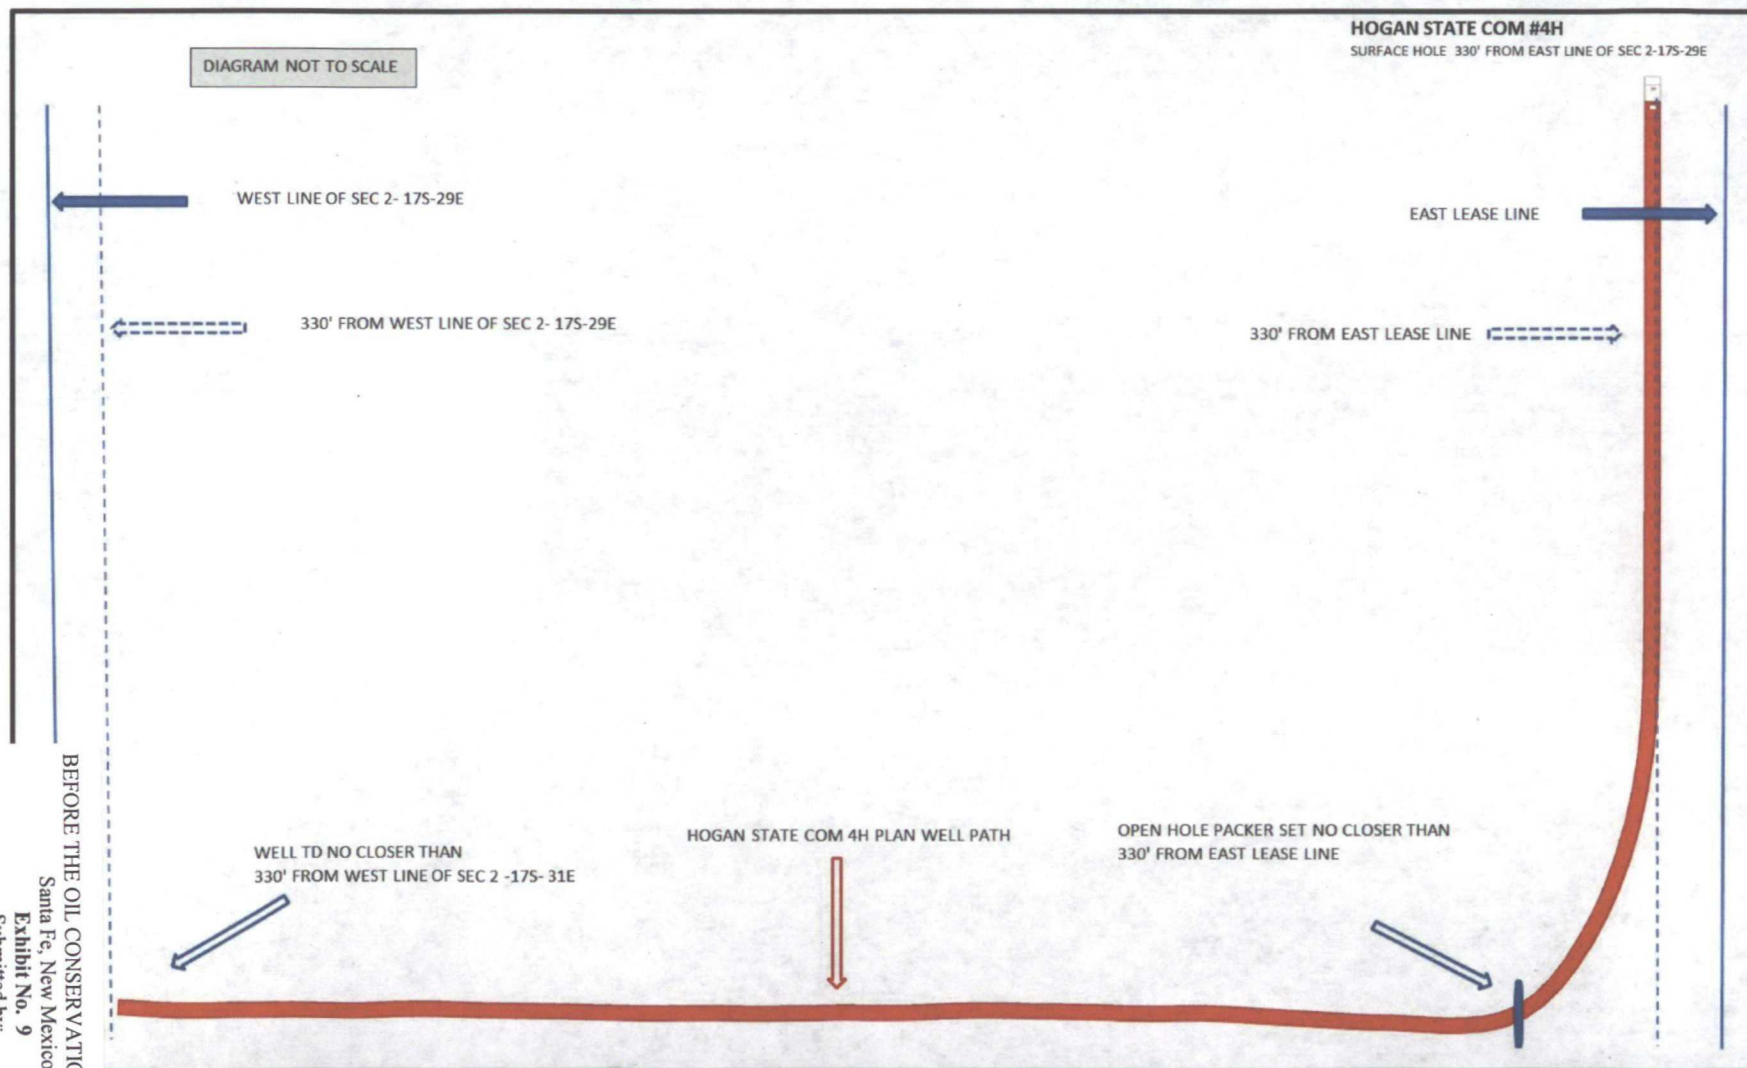 HOGAN STATE COM #4H
SURFACE HOLE 330' FROM EAST LINE OF SEC 2-17S-29E
DIAGRAM NOT TO SCALE
WEST LINE OF SEC 2- 17S-29E
EAST LEASE LINE
330' FROM WEST LINE OF SEC 2- 17S-29E
330' FROM EAST LEASE LINE
WELL TD NO CLOSER THAN
330' FROM WEST LINE OF SEC 2 -17S- 31E
HOGAN STATE COM 4H PLAN WELL PATH
OPEN HOLE PACKER SET NO CLOSER THAN
330' FROM EAST LEASE LINE
BEFORE THE OIL
Santa Fe, New Mexico
Exhibit No. 9